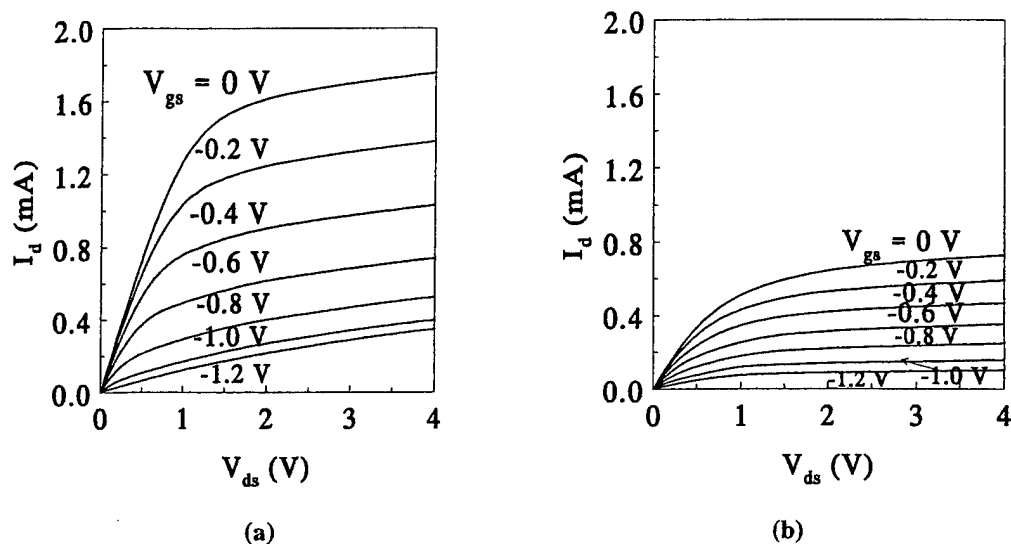 2.0
1.6
1.2
0.8
0.4
0.0
I_d (mA)
V_gs = 0 V
-0.2 V
-0.4 V
-0.6 V
-0.8 V
-1.0 V
-1.2 V
0 1 2 3 4
V_ds (V)
(a)
2.0
1.6
1.2
0.8
0.4
0.0
I_d (mA)
V_gs = 0 V
-0.2 V
-0.4 V
-0.6 V
-0.8 V
-1.0 V
-1.2 V
0 1 2 3 4
V_ds (V)
(b)